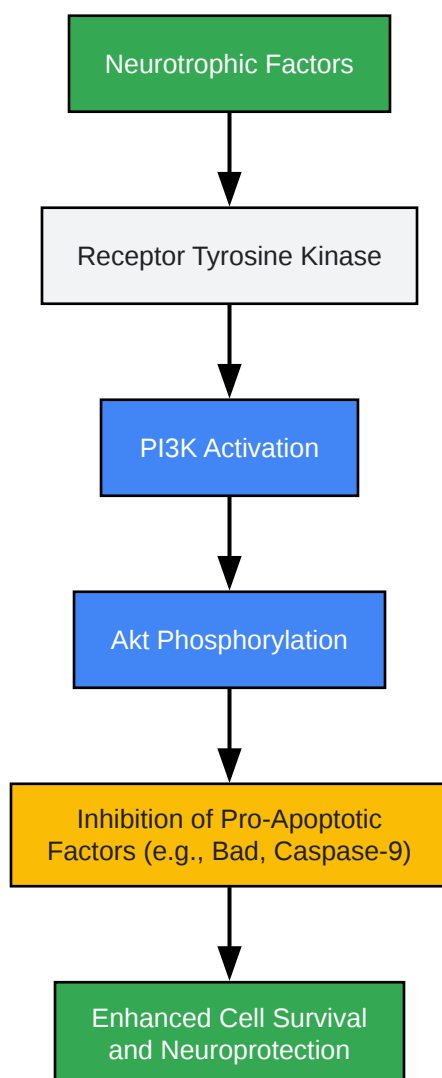 Neurotrophic Factors
Receptor Tyrosine Kinase
PI3K Activation
Akt Phosphorylation
Inhibition of Pro-Apoptotic
Factors (e.g., Bad, Caspase-9)
Enhanced Cell Survival
and Neuroprotection